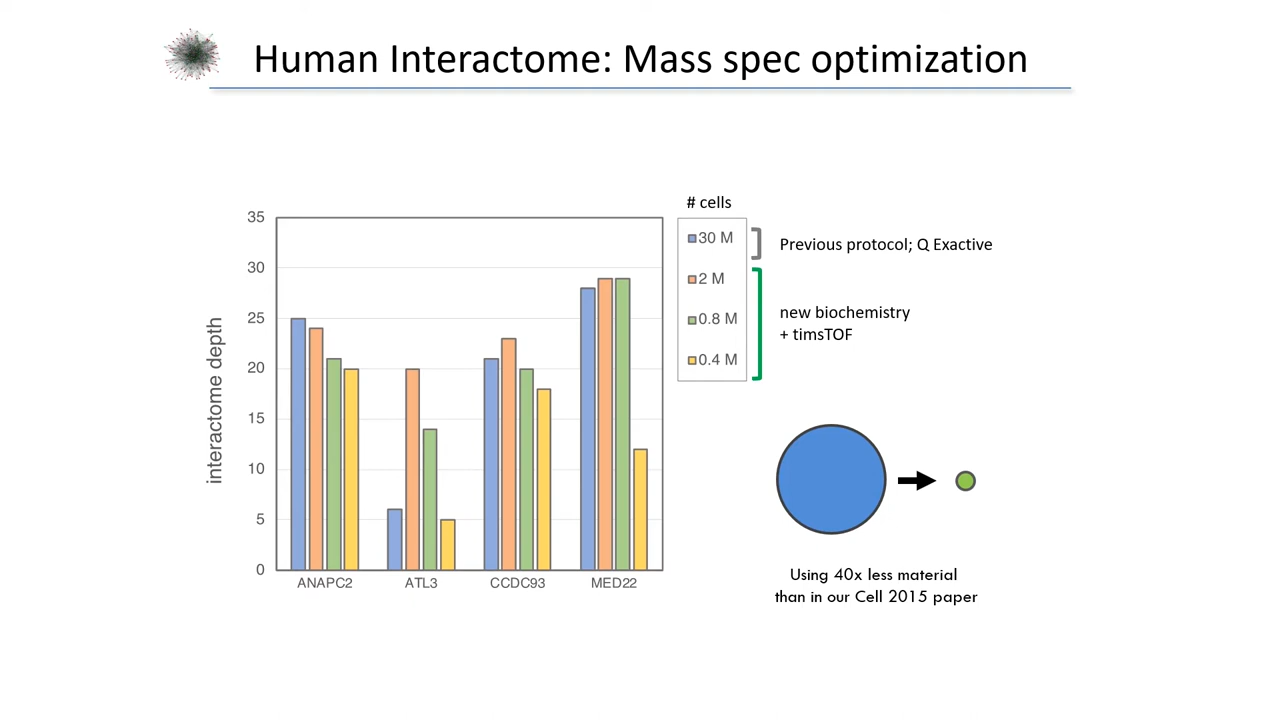 Human Interactome: Mass spec optimization
# cells
30 M
2 M
0.8 M
0.4 M
Previous protocol; Q Exactive
new biochemistry
+ timsTOF
interactome depth
35
30
25
20
15
10
5
0
ANAPC2 ATL3 CCDC93 MED22
Using 40x less material
than in our Cell 2015 paper